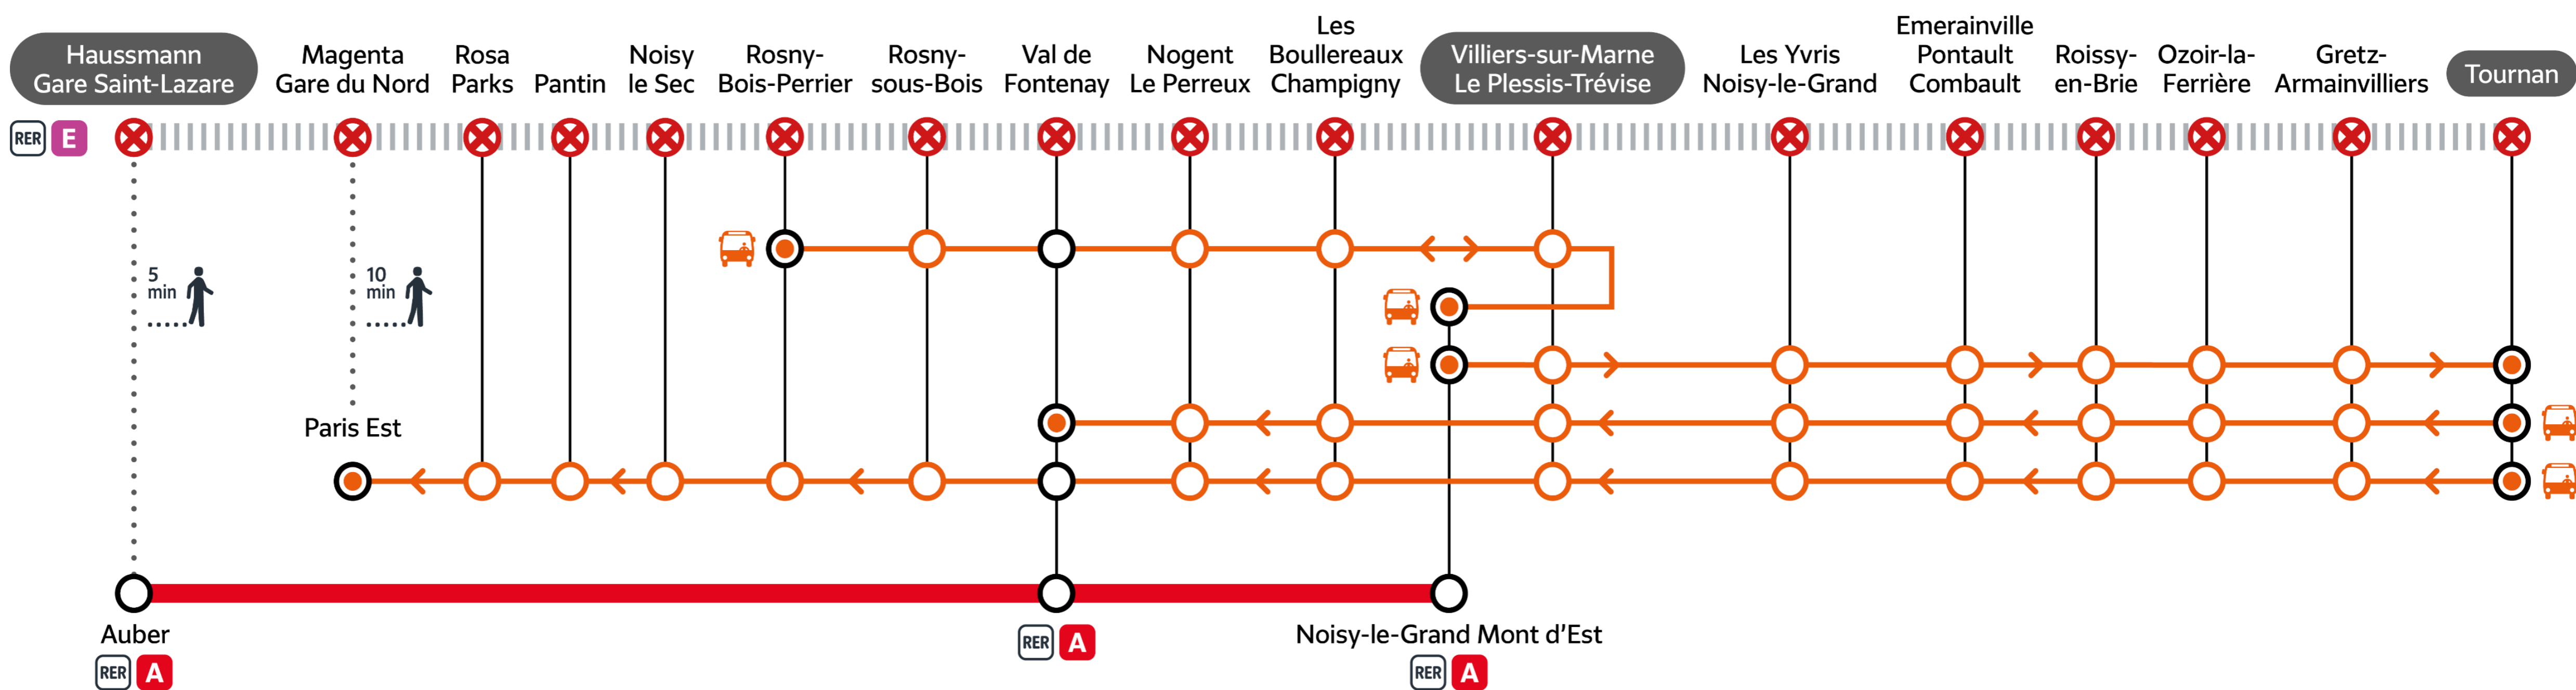 Haussmann
Gare Saint-Lazare
Magenta
Gare du Nord
Rosa
Parks
Pantin
Noisy
le Sec
Rosny-
Bois-Perrier
Rosny-
sous-Bois
Val de
Fontenay
Nogent
Le Perreux
Les
Boullereaux
Champigny
Villiers-sur-Marne
Le Plessis-Trévise
Les Yvris
Noisy-le-Grand
Emerainville
Pontault
Combault
Roissy-
en-Brie
Ozoir-la-
Ferrière
Gretz-
Armainvilliers
Tournan
RER E
5
min
10
min
Paris Est
Auber
RER A
RER A
Noisy-le-Grand Mont d'Est
RER A